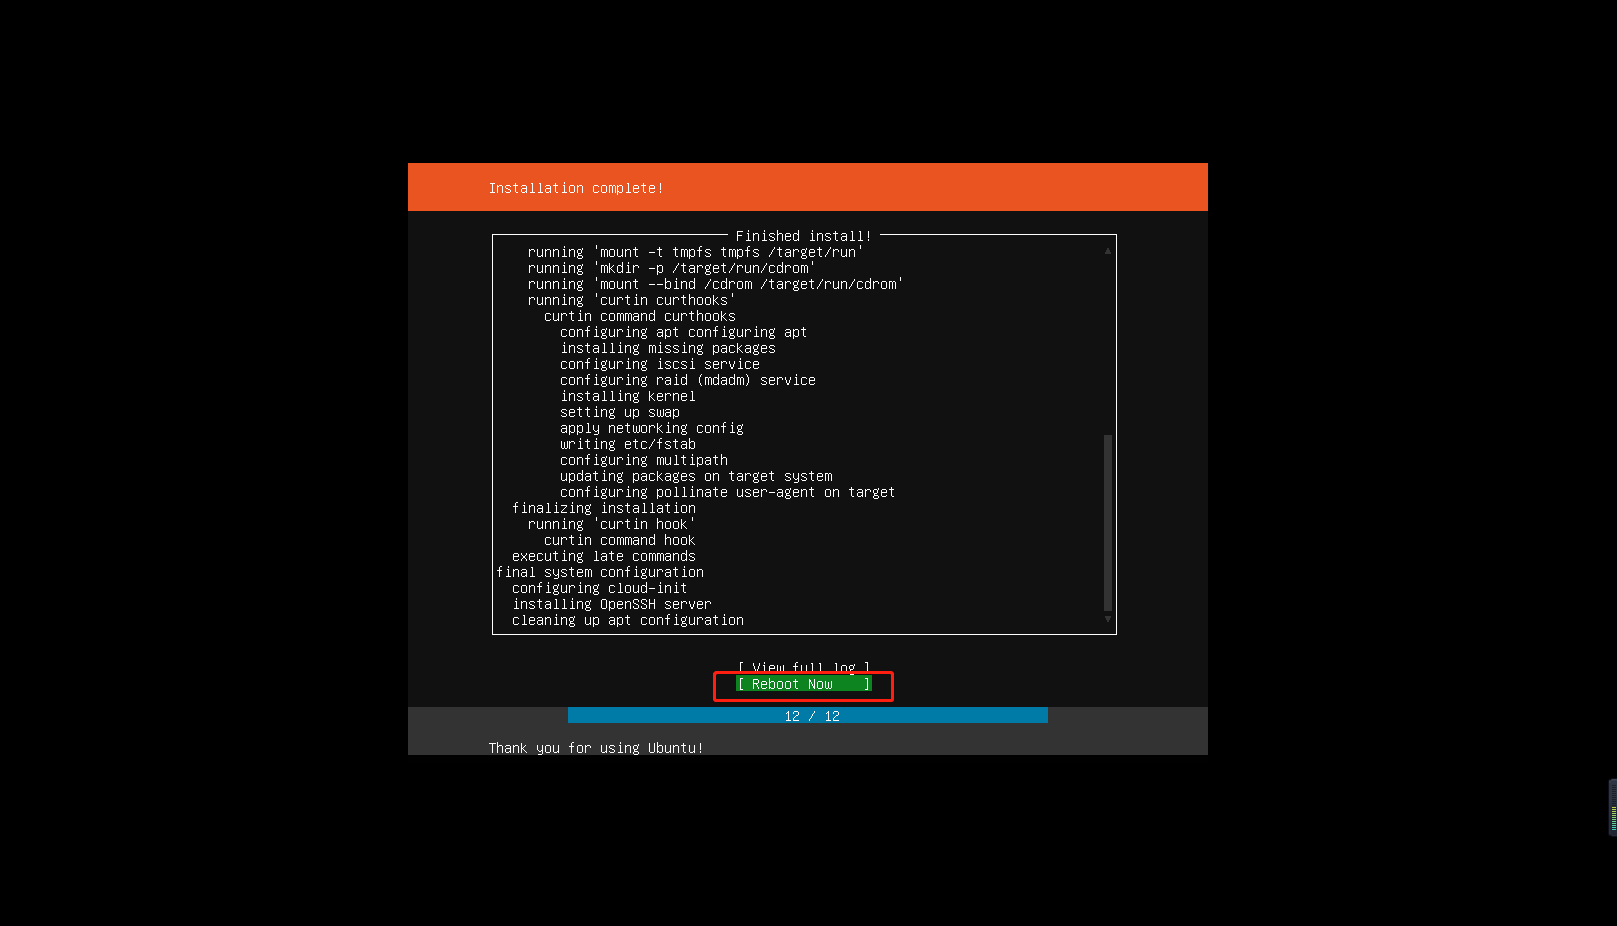 Installation complete!
Finished install!
running 'mount -t tmpfs tmpfs /target/run'
running 'mkdir -p /target/run/cdrom'
running 'mount --bind /cdrom /target/run/cdrom'
running 'curtin curthooks'
curtin command curthooks
configuring apt configuring apt
installing missing packages
configuring iscsi service
configuring raid (mdadm) service
installing kernel
setting up swap
apply networking config
writing etc/fstab
configuring multipath
updating packages on target system
configuring pollinate user-agent on target
finalizing installation
running 'curtin hook'
curtin command hook
executing late commands
final system configuration
configuring cloud-init
installing OpenSSH server
cleaning up apt configuration
[ View full log ]
[ Reboot Now ]
12 / 12
Thank you for using Ubuntu!